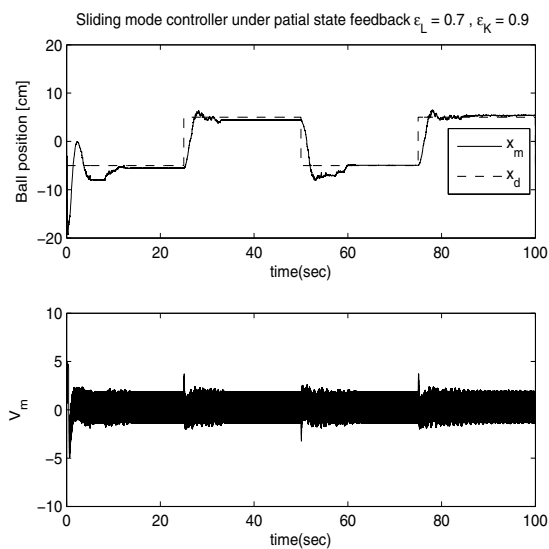 Sliding mode controller under patial state feedback ε_L = 0.7 , ε_K = 0.9
20
10
0
−10
−20
Ball position [cm]
x_m
x_d
0 20 40 60 80 100
time(sec)
10
5
0
−5
−10
V_m
0 20 40 60 80 100
time(sec)